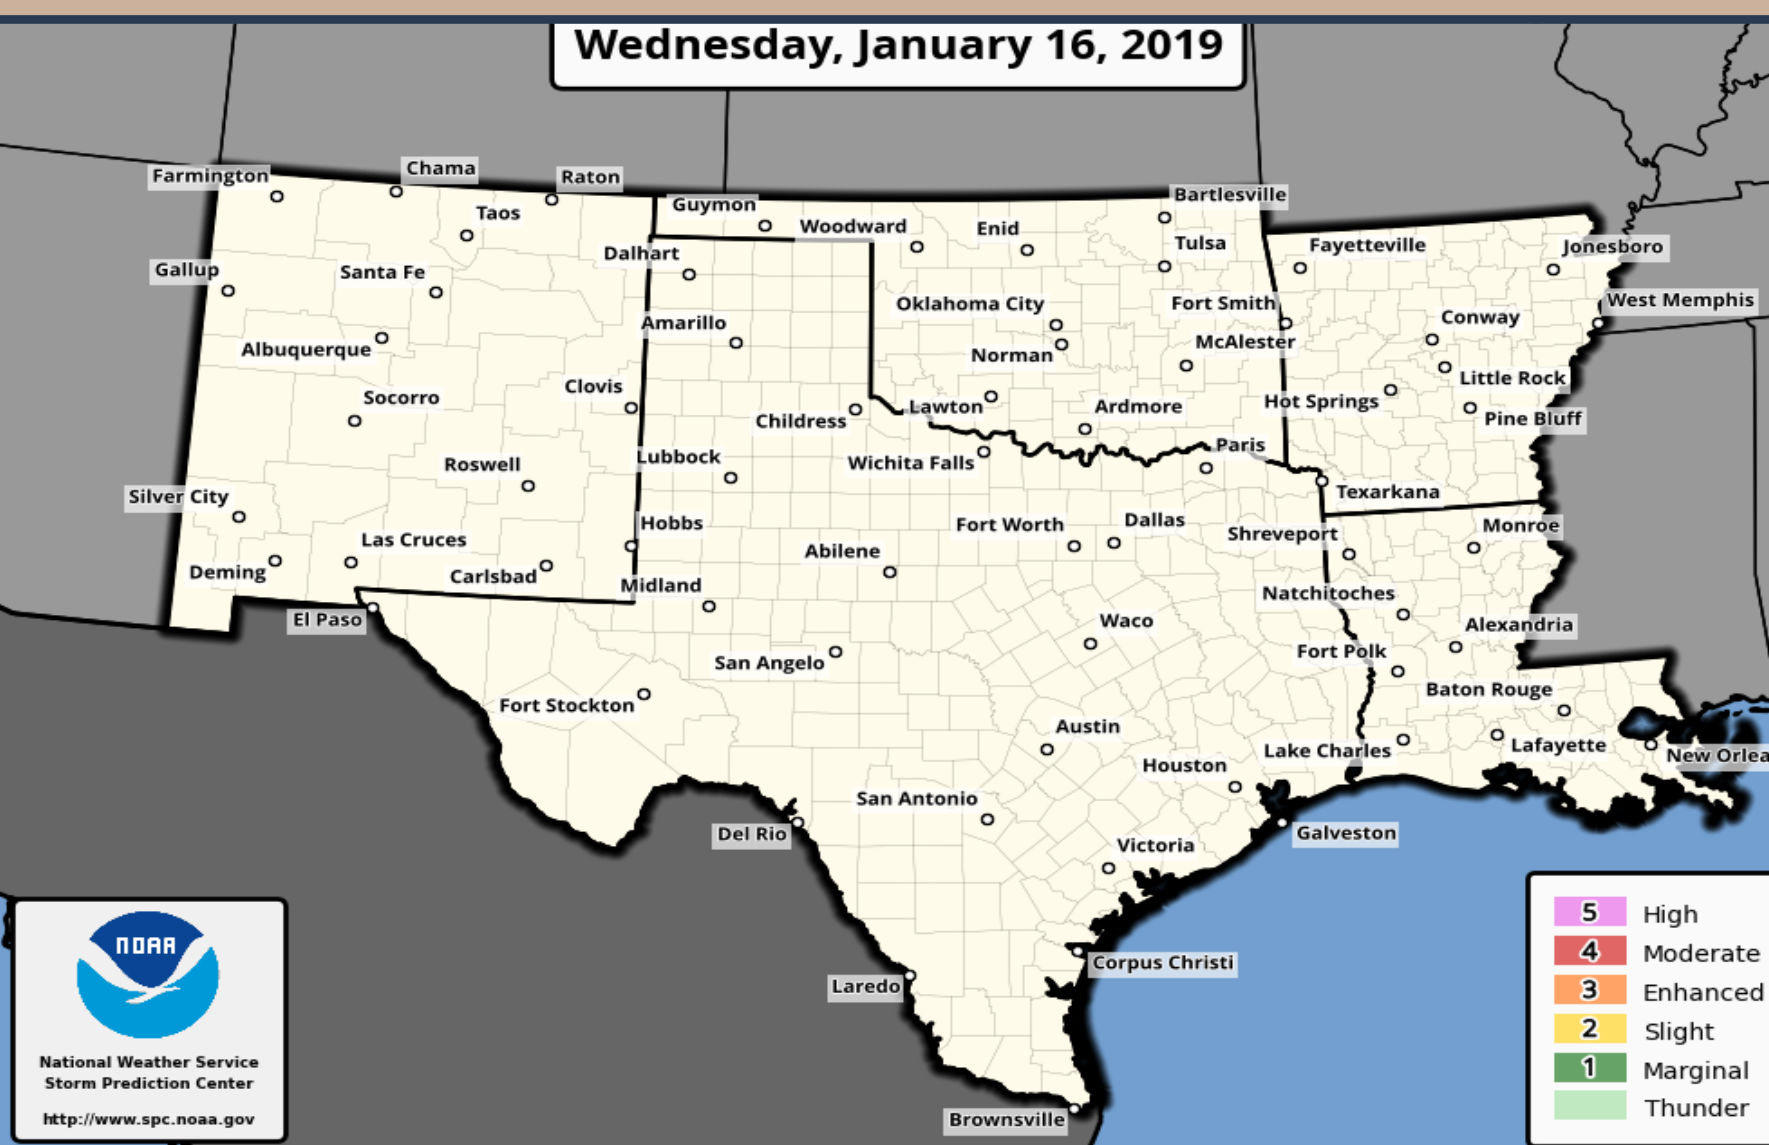 Wednesday, January 16, 2019
Farmington
Chama
Raton
Taos
Guymon
Woodward
Enid
Bartlesville
Tulsa
Fayetteville
Jonesboro
Gallup
Santa Fe
Dalhart
Oklahoma City
Fort Smith
West Memphis
Albuquerque
Amarillo
Norman
McAlester
Conway
Socorro
Clovis
Childress
Lawton
Ardmore
Hot Springs
Little Rock
Pine Bluff
Roswell
Lubbock
Wichita Falls
Paris
Texarkana
Silver City
Las Cruces
Hobbs
Abilene
Fort Worth
Dallas
Shreveport
Monroe
Deming
Carlsbad
Midland
Natchitoches
El Paso
San Angelo
Waco
Fort Polk
Alexandria
Fort Stockton
Austin
Baton Rouge
Houston
Lake Charles
Lafayette
New Orlea
San Antonio
Del Rio
Victoria
Galveston
Laredo
Corpus Christi
Brownsville
NOAA
National Weather Service
Storm Prediction Center
http://www.spc.noaa.gov
5 High
4 Moderate
3 Enhanced
2 Slight
1 Marginal
Thunder